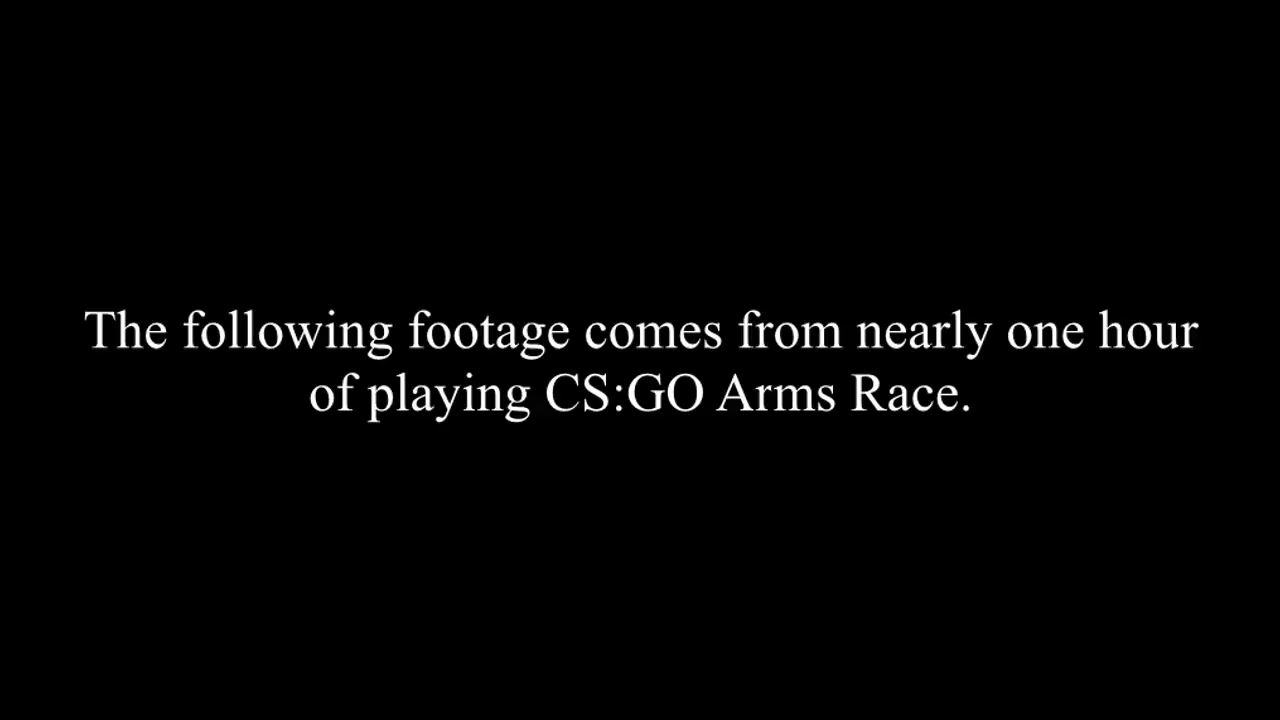 The following footage comes from nearly one hour
of playing CS:GO Arms Race.